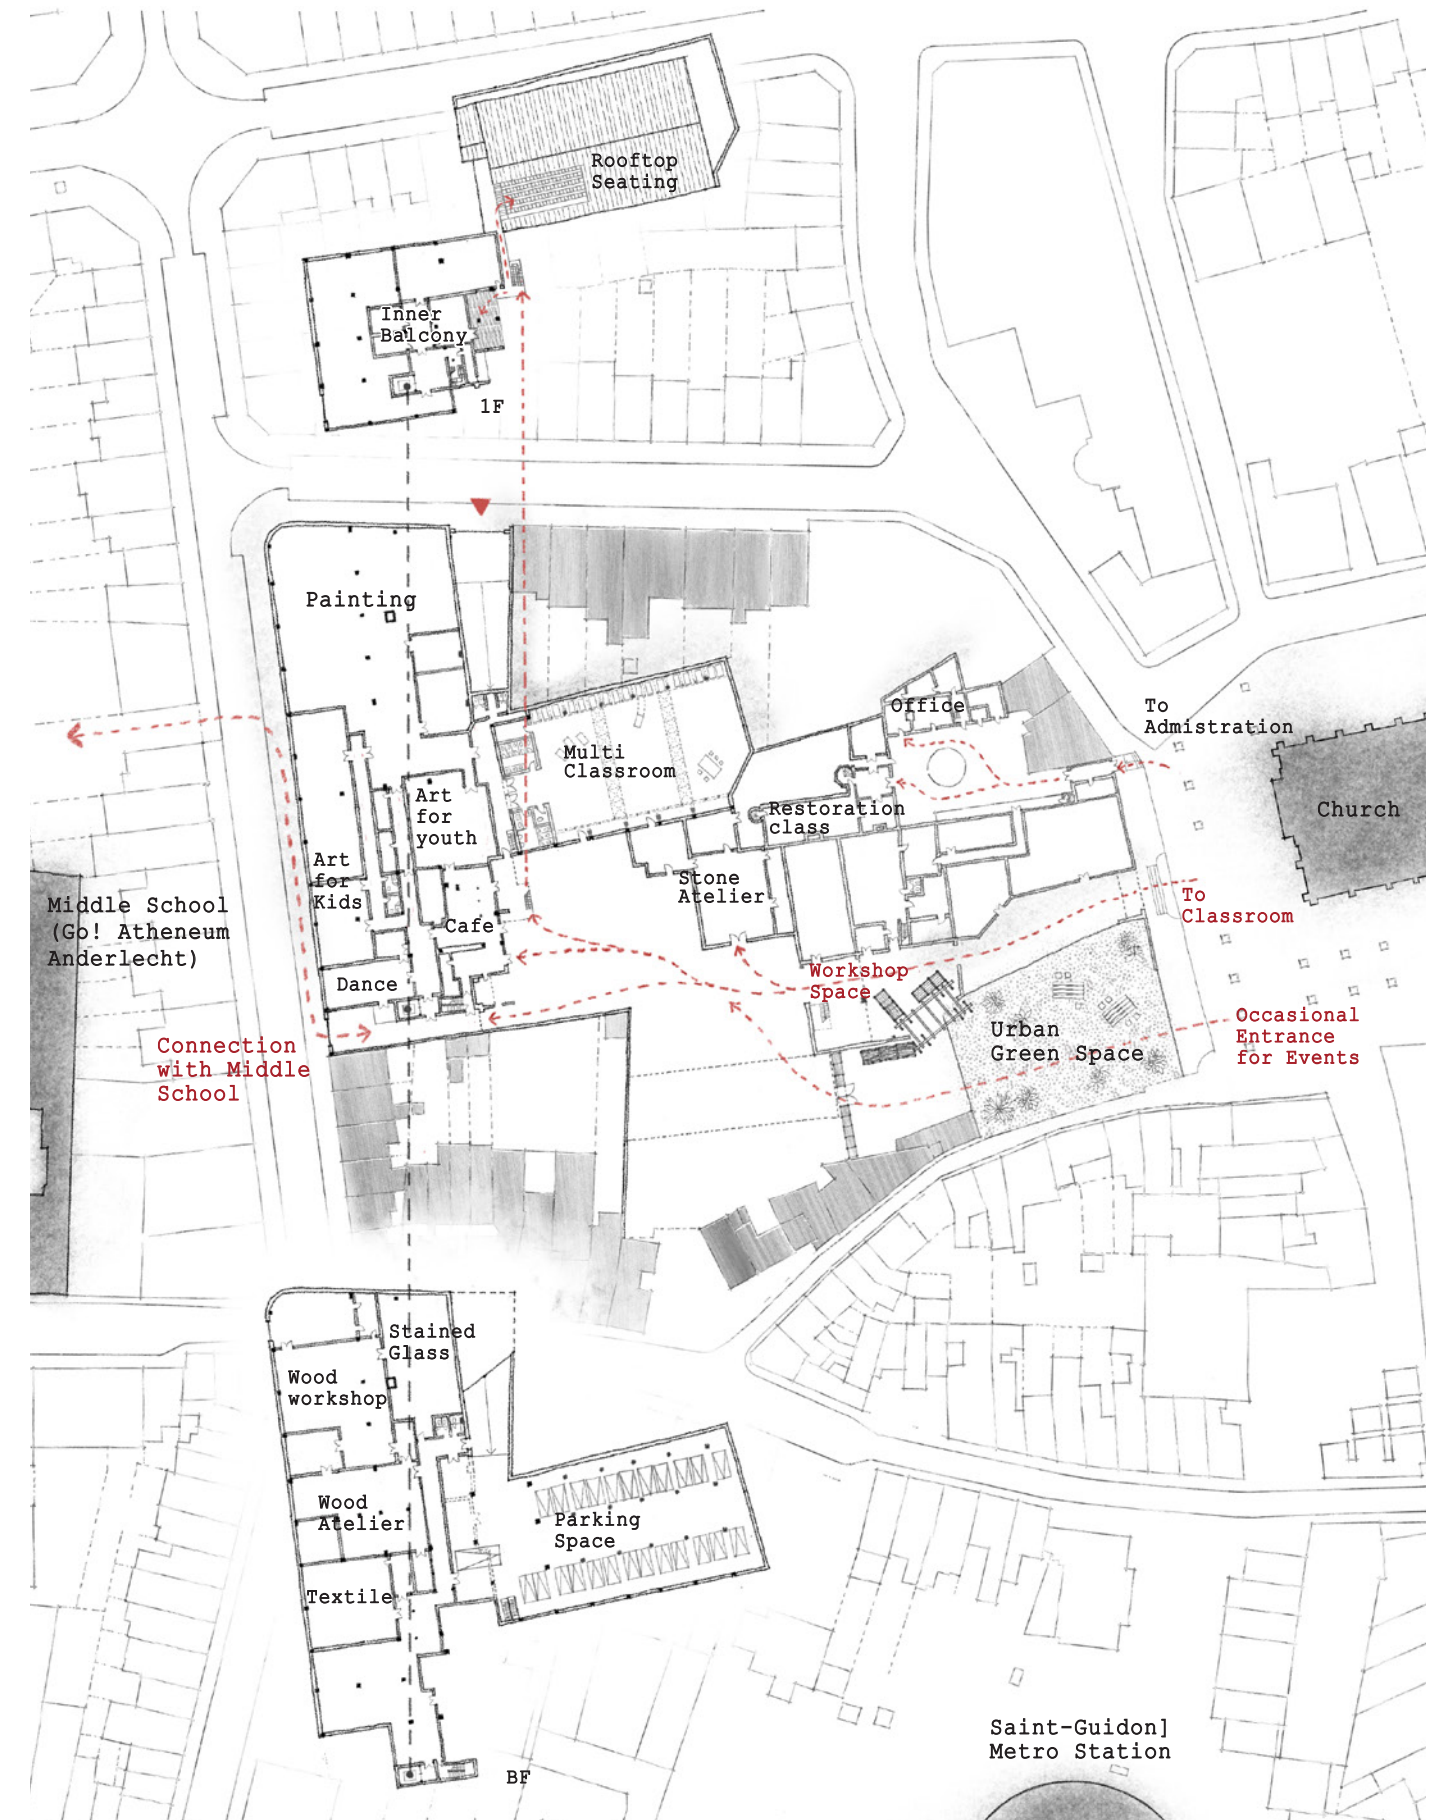 Rooftop
Seating
Inner
Balcony
1F
Painting
Multi
Classroom
Office
To
Admistration
Art
for
youth
Restoration
class
Church
Art
for
Kids
Stone
Atelier
Cafe
Middle School
(Go! Atheneum
Anderlecht)
To
Classroom
Dance
Workshop
Space
Urban
Green Space
Occasional
Entrance
for Events
Connection
with Middle
School
Stained
Glass
Wood
workshop
Wood
Atelier
Parking
Space
Textile
Saint-Guidon]
Metro Station
BF